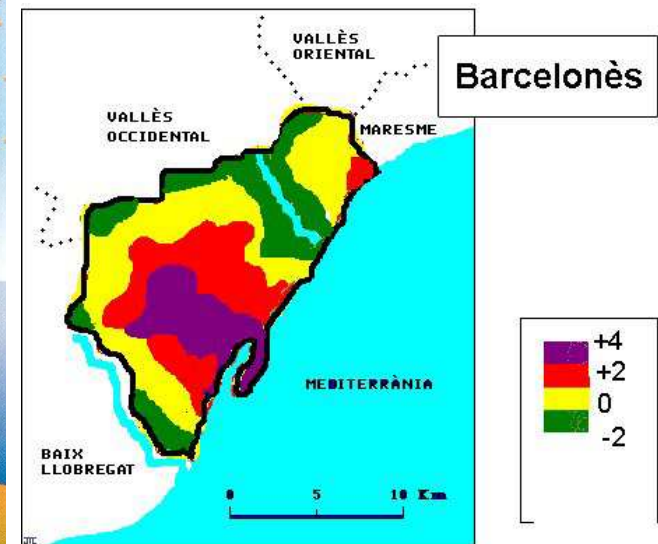 VALLÈS
ORIENTAL
Barcelonès
VALLÈS
OCCIDENTAL
MARESME
+4
+2
0
-2
MEDITERRÀNIA
BAIX
LLOBREGAT
0 5 10 Km